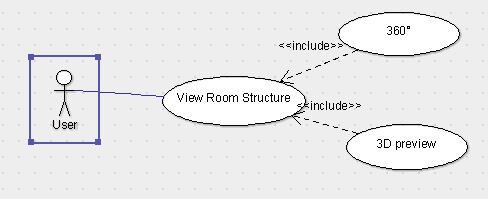 360°
<<include>>
View Room Structure
<<include>>
User
3D preview